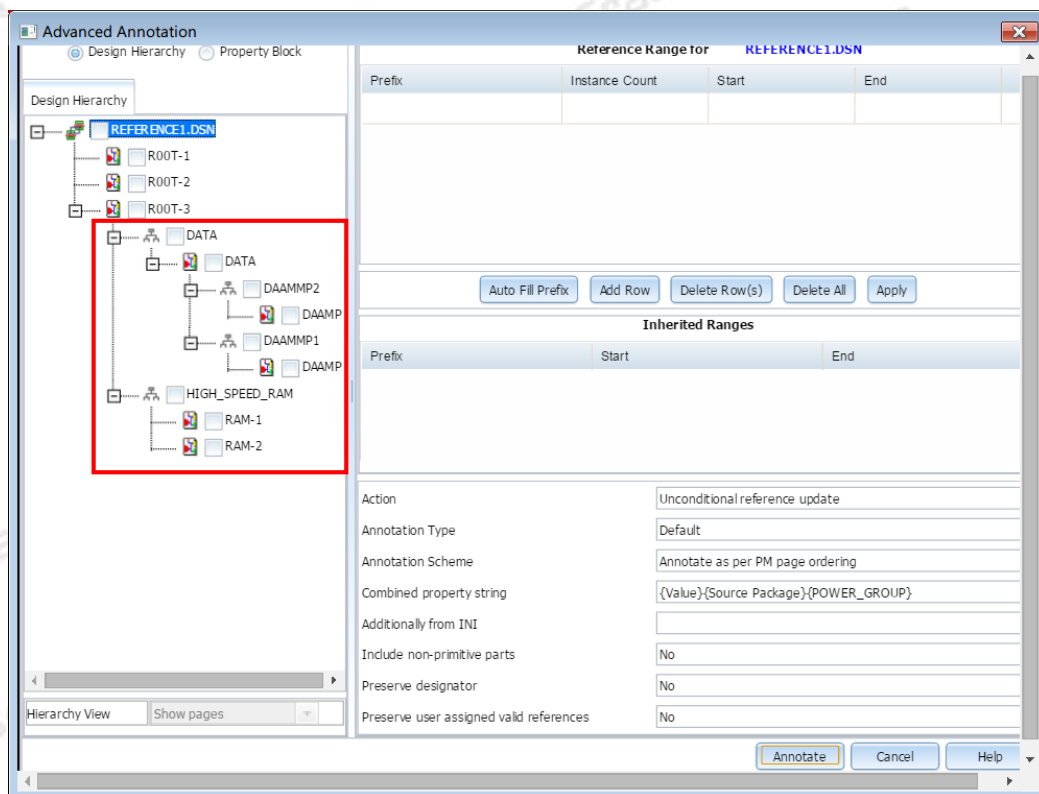 Advanced Annotation
Design Hierarchy Property Block
Reference Range for REFERENCE1.DSN
Prefix Instance Count Start End
Design Hierarchy
REFERENCE1.DSN
R00T-1
R00T-2
R00T-3
DATA
DATA
DAAMMP2
DAAMP
DAAMMP1
DAAMP
HIGH_SPEED_RAM
RAM-1
RAM-2
Auto Fill Prefix Add Row Delete Row(s) Delete All Apply
Inherited Ranges
Prefix Start End
Action Unconditional reference update
Annotation Type Default
Annotation Scheme Annotate as per PM page ordering
Combined property string {Value}{Source Package}{POWER_GROUP}
Additionally from INI
Include non-primitive parts No
Preserve designator No
Preserve user assigned valid references No
Hierarchy View Show pages
Annotate Cancel Help